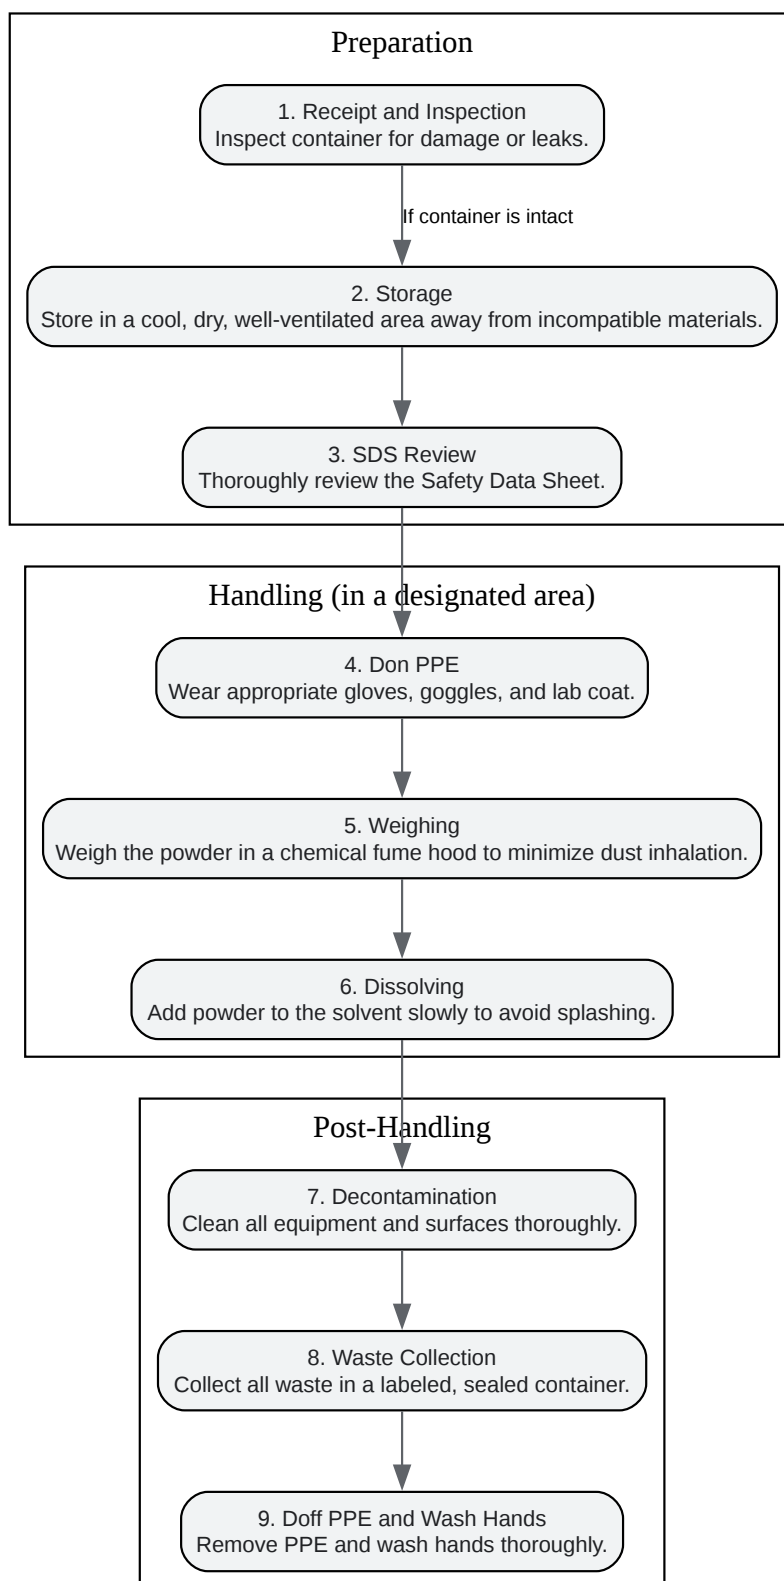 Preparation
1. Receipt and Inspection
Inspect container for damage or leaks.
If container is intact
2. Storage
Store in a cool, dry, well-ventilated area away from incompatible materials.
3. SDS Review
Thoroughly review the Safety Data Sheet.
Handling (in a designated area)
4. Don PPE
Wear appropriate gloves, goggles, and lab coat.
5. Weighing
Weigh the powder in a chemical fume hood to minimize dust inhalation.
6. Dissolving
Add powder to the solvent slowly to avoid splashing.
Post-Handling
7. Decontamination
Clean all equipment and surfaces thoroughly.
8. Waste Collection
Collect all waste in a labeled, sealed container.
9. Doff PPE and Wash Hands
Remove PPE and wash hands thoroughly.